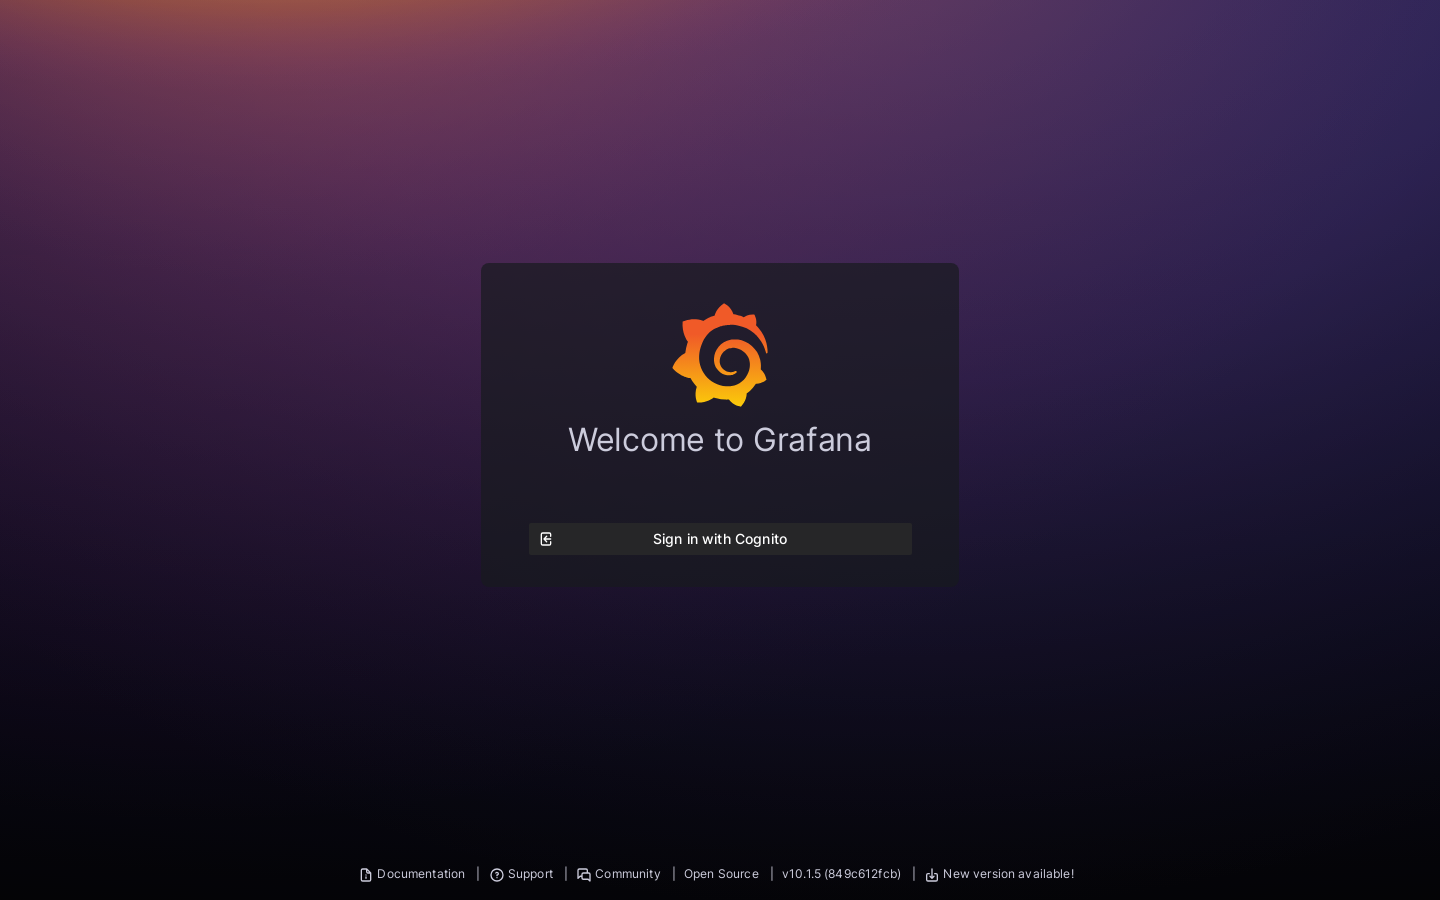 Welcome to Grafana
Sign in with Cognito
Documentation | Support | Community | Open Source | v10.1.5 (849c612fcb) | New version available!